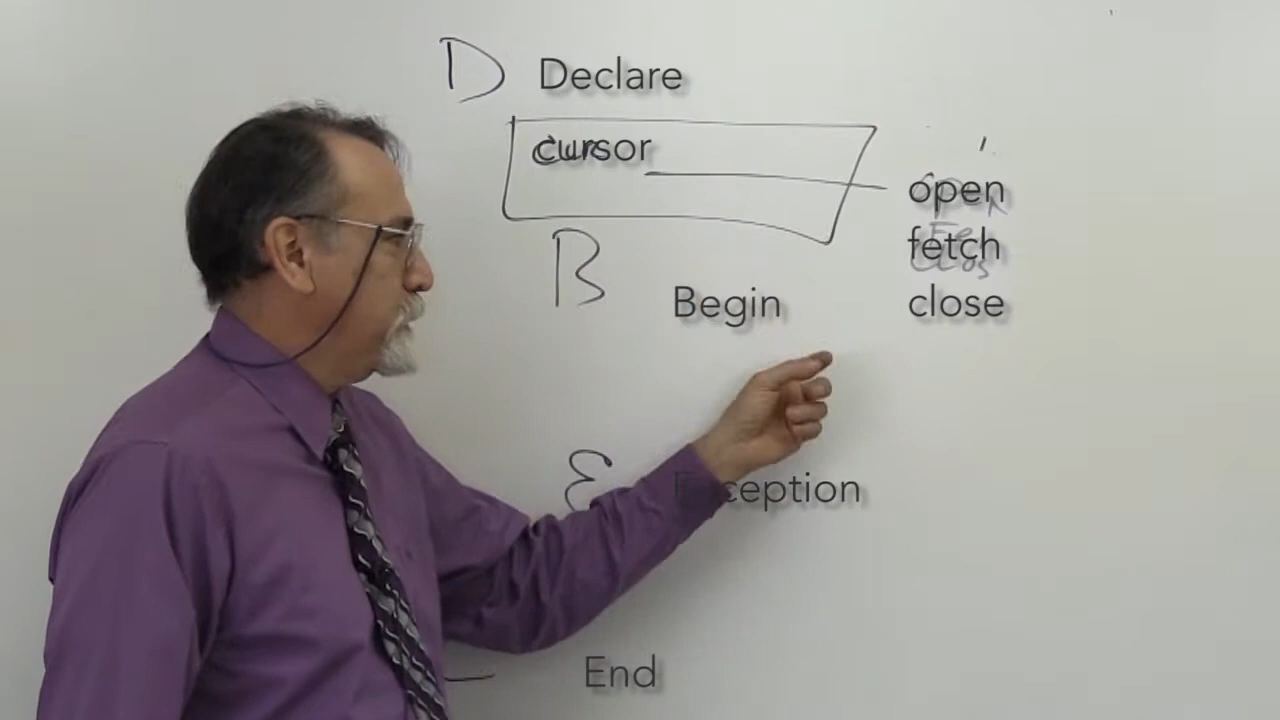 D Declare
cursor
open
fetch
close
B Begin
E Exception
End